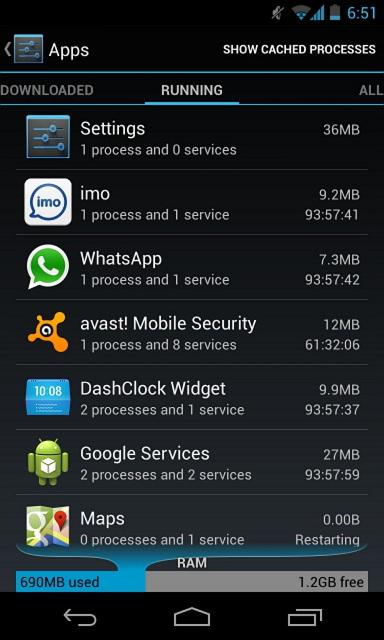 6:51
Apps
SHOW CACHED PROCESSES
DOWNLOADED
RUNNING
ALL
Settings
36MB
1 process and 0 services
imo
imo
9.2MB
1 process and 1 service
93:57:41
WhatsApp
7.3MB
1 process and 1 service
93:57:42
avast! Mobile Security
12MB
1 process and 8 services
61:32:06
10 08
DashClock Widget
9.9MB
2 processes and 1 service
93:57:37
Google Services
27MB
2 processes and 2 services
93:57:59
Maps
0.00B
0 processes and 1 service
Restarting
RAM
690MB used
1.2GB free